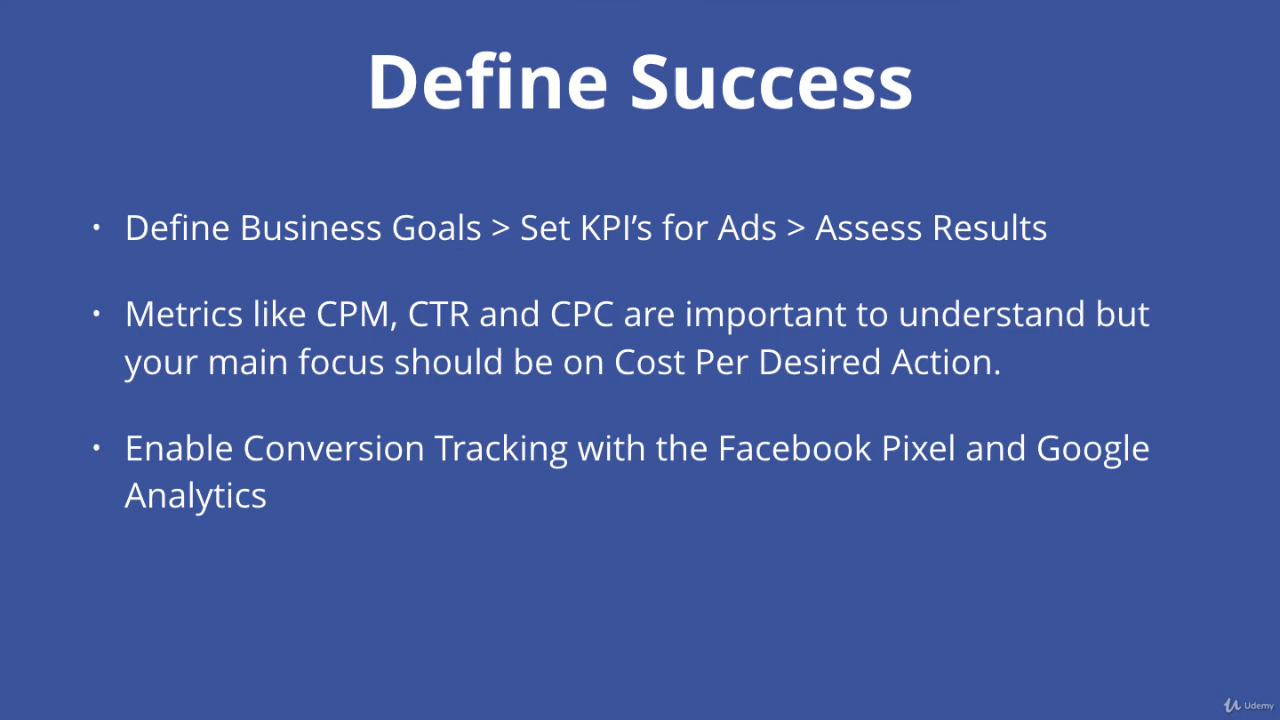 Define Success
• Define Business Goals > Set KPI’s for Ads > Assess Results
• Metrics like CPM, CTR and CPC are important to understand but
your main focus should be on Cost Per Desired Action.
• Enable Conversion Tracking with the Facebook Pixel and Google
Analytics
Udemy